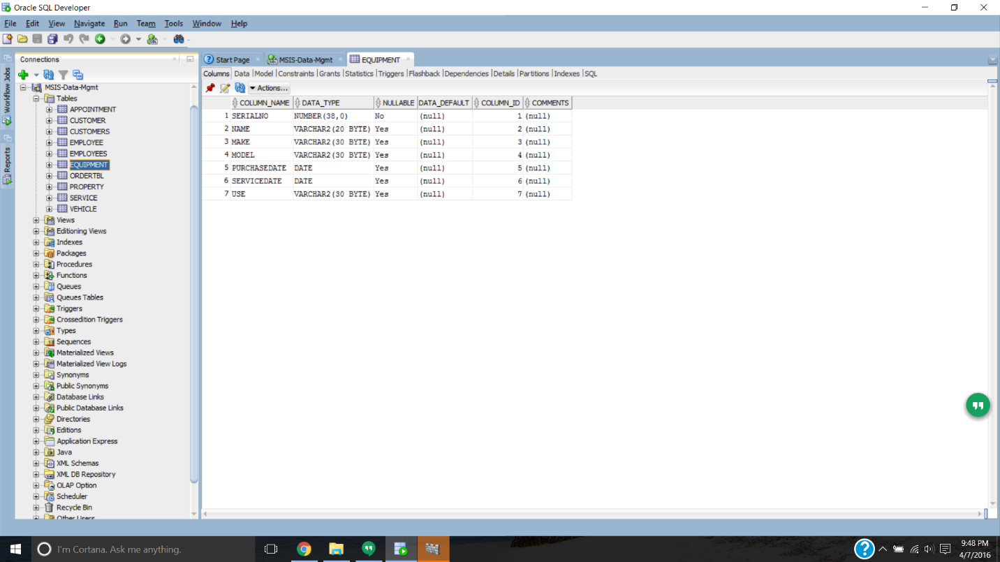 Oracle SQL Developer
File Edit View Navigate Run Team Tools Window Help
Workflow Jobs
Reports
Connections
MSIS-Data-Mgmt
Tables
APPOINTMENT
CUSTOMER
CUSTOMERS
EMPLOYEE
EMPLOYEES
EQUIPMENT
ORDERTBL
PROPERTY
SERVICE
VEHICLE
Views
Editioning Views
Indexes
Packages
Procedures
Functions
Queues
Queues Tables
Triggers
Crossedition Triggers
Types
Sequences
Materialized Views
Materialized View Logs
Synonyms
Public Synonyms
Database Links
Public Database Links
Directories
Editions
Application Express
Java
XML Schemas
XML DB Repository
OLAP Option
Scheduler
Recycle Bin
Other Users
Start Page MSIS-Data-Mgmt EQUIPMENT
Columns Data Model Constraints Grants Statistics Triggers Flashback Dependencies Details Partitions Indexes SQL
Actions...
COLUMN_NAME DATA_TYPE NULLABLE DATA_DEFAULT COLUMN_ID COMMENTS
1 SERIALNO NUMBER(38,0) No (null) 1 (null)
2 NAME VARCHAR2(20 BYTE) Yes (null) 2 (null)
3 MAKE VARCHAR2(30 BYTE) Yes (null) 3 (null)
4 MODEL VARCHAR2(30 BYTE) Yes (null) 4 (null)
5 PURCHASEDATE DATE Yes (null) 5 (null)
6 SERVICEDATE DATE Yes (null) 6 (null)
7 USE VARCHAR2(30 BYTE) Yes (null) 7 (null)
I'm Cortana. Ask me anything.
9:48 PM
4/7/2016